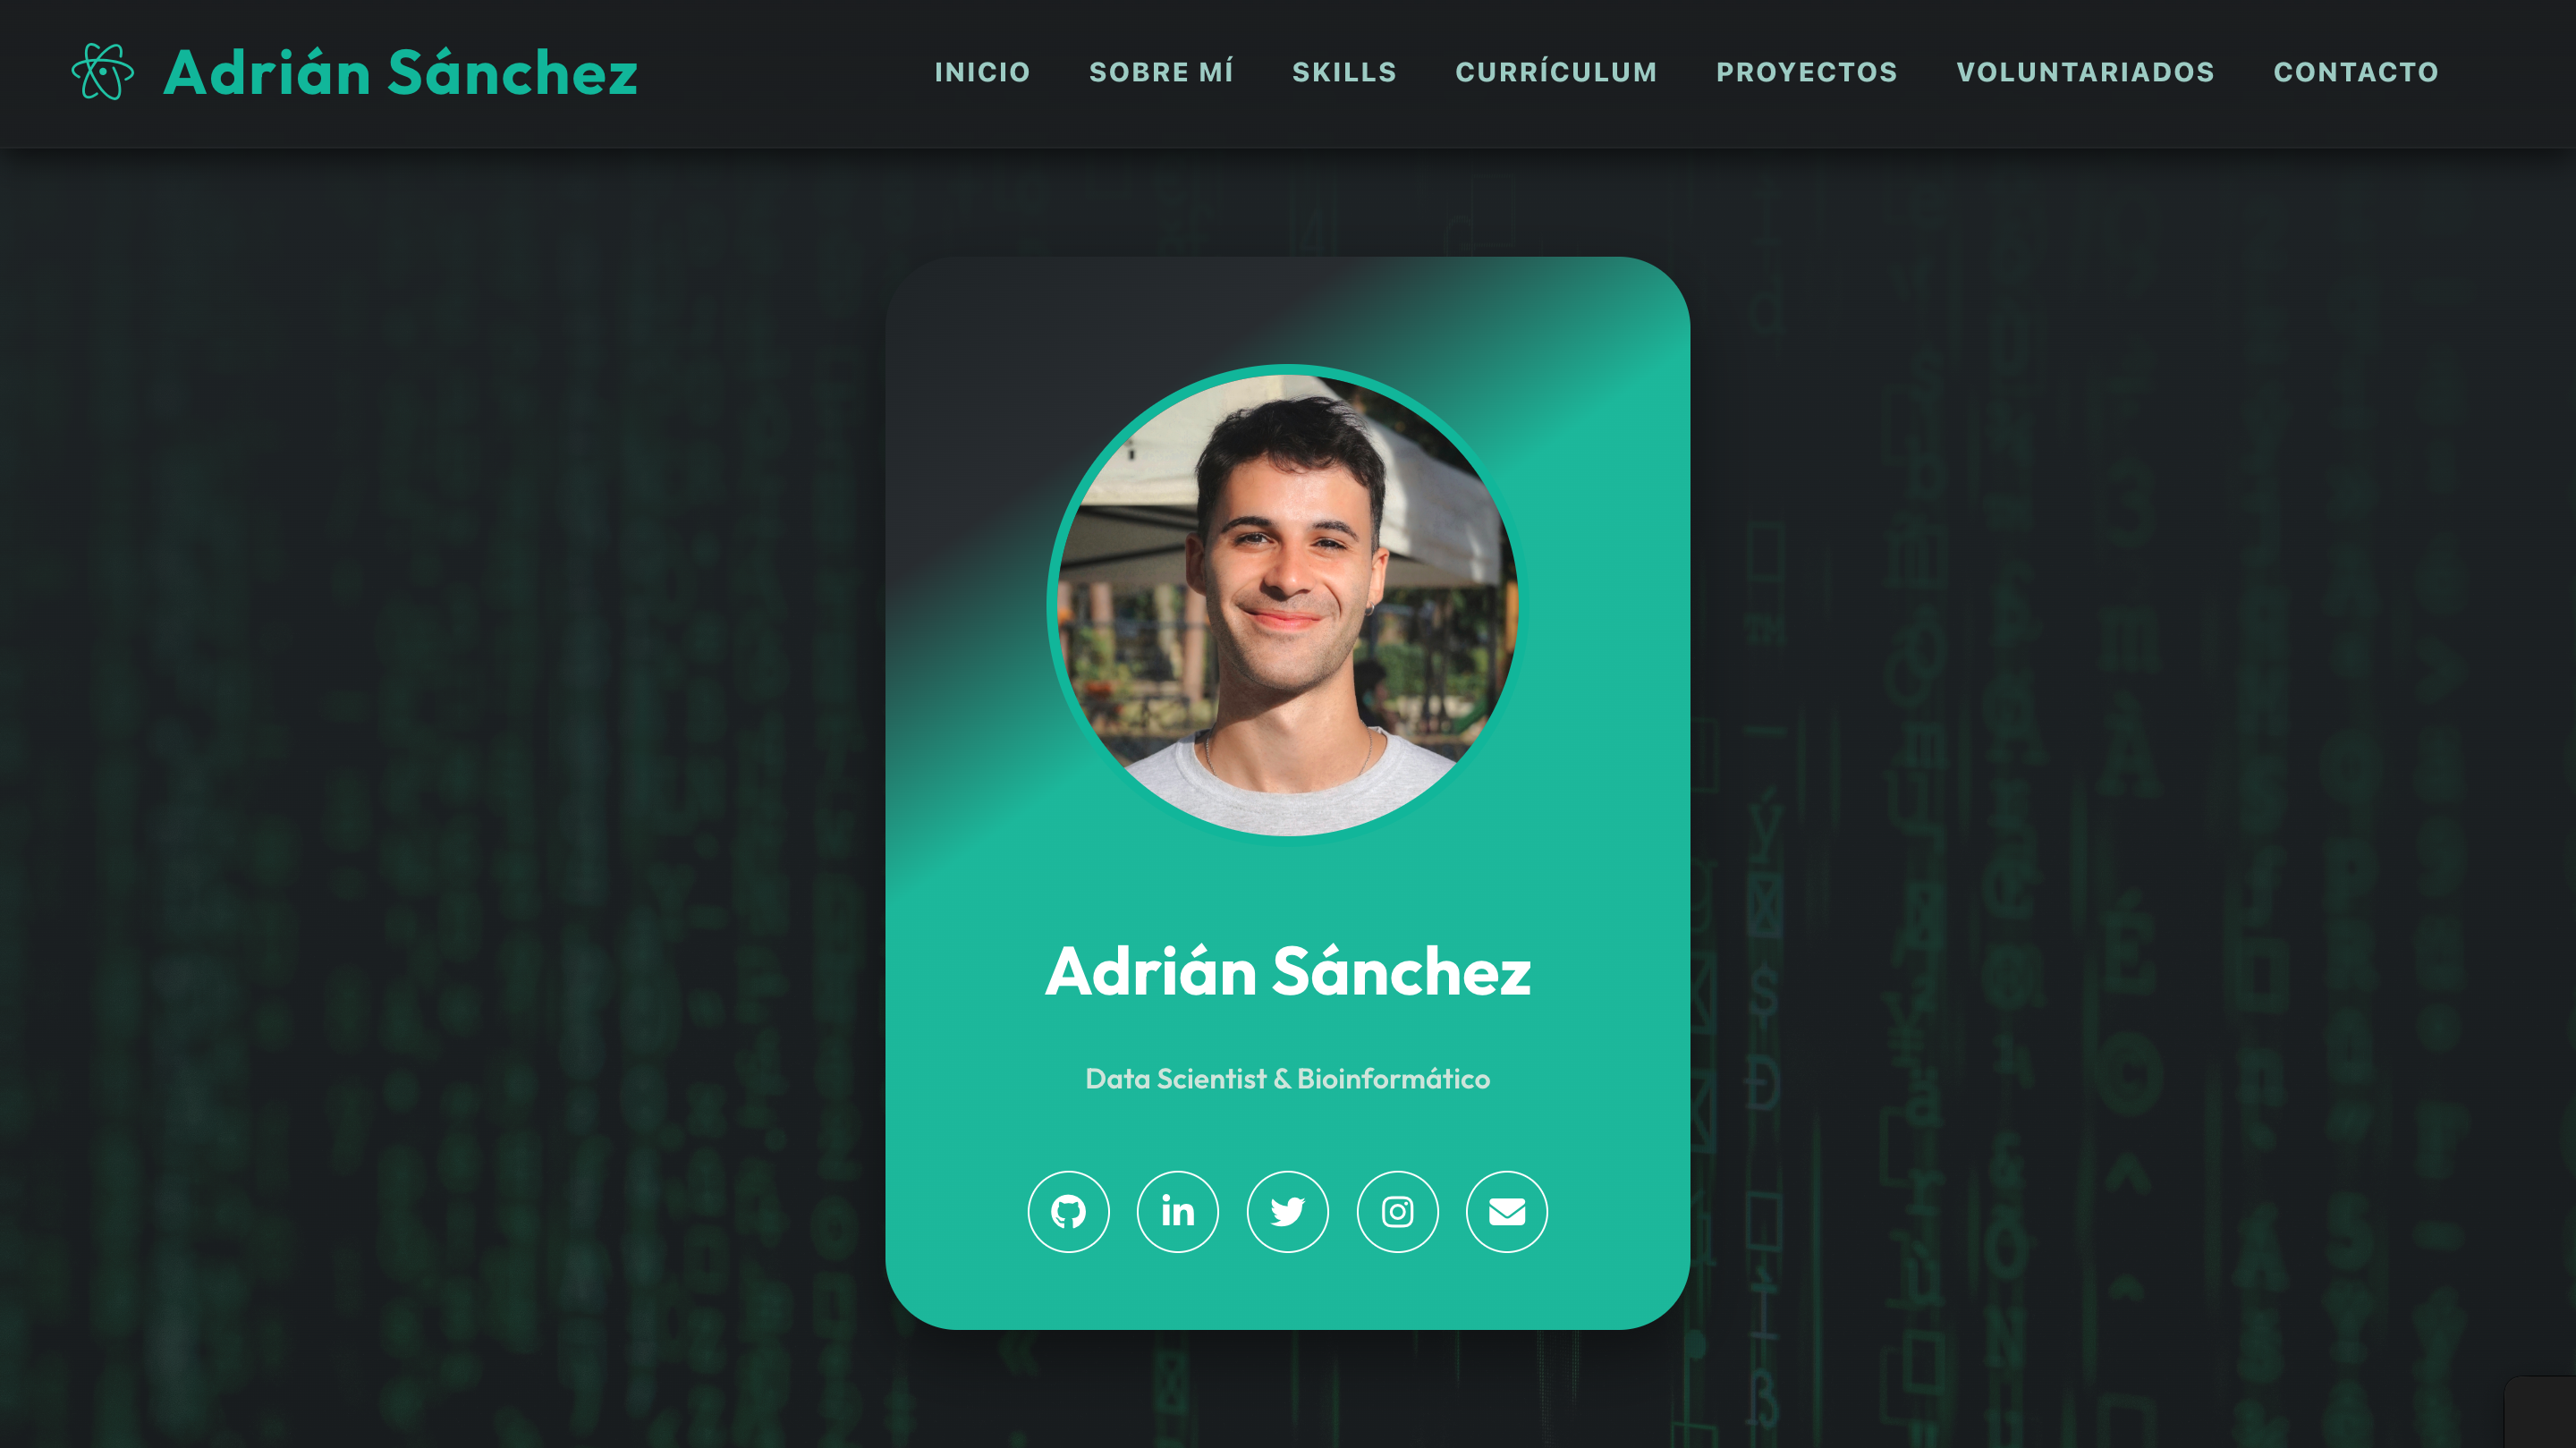 Adrián Sánchez
INICIO SOBRE MÍ SKILLS CURRÍCULUM PROYECTOS VOLUNTARIADOS CONTACTO
Adrián Sánchez
Data Scientist & Bioinformático